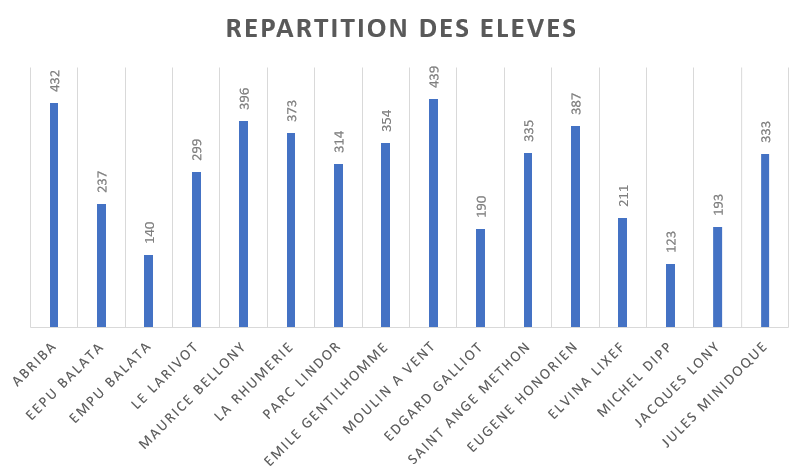 REPARTITION DES ELEVES
432
237
140
299
396
373
314
354
439
190
335
387
211
123
193
333
ABRIBA
EEPU BALATA
EMPU BALATA
LE LARIVOT
MAURICE BELLONY
LA RHUMERIE
PARC LINDOR
EMILE GENTILHOMME
MOULIN A VENT
EDGARD GALLIOT
SAINT ANGE METHON
EUGENE HONORIEN
ELVINA LIXEF
MICHEL DIPP
JACQUES LONY
JULES MINIDOQUE